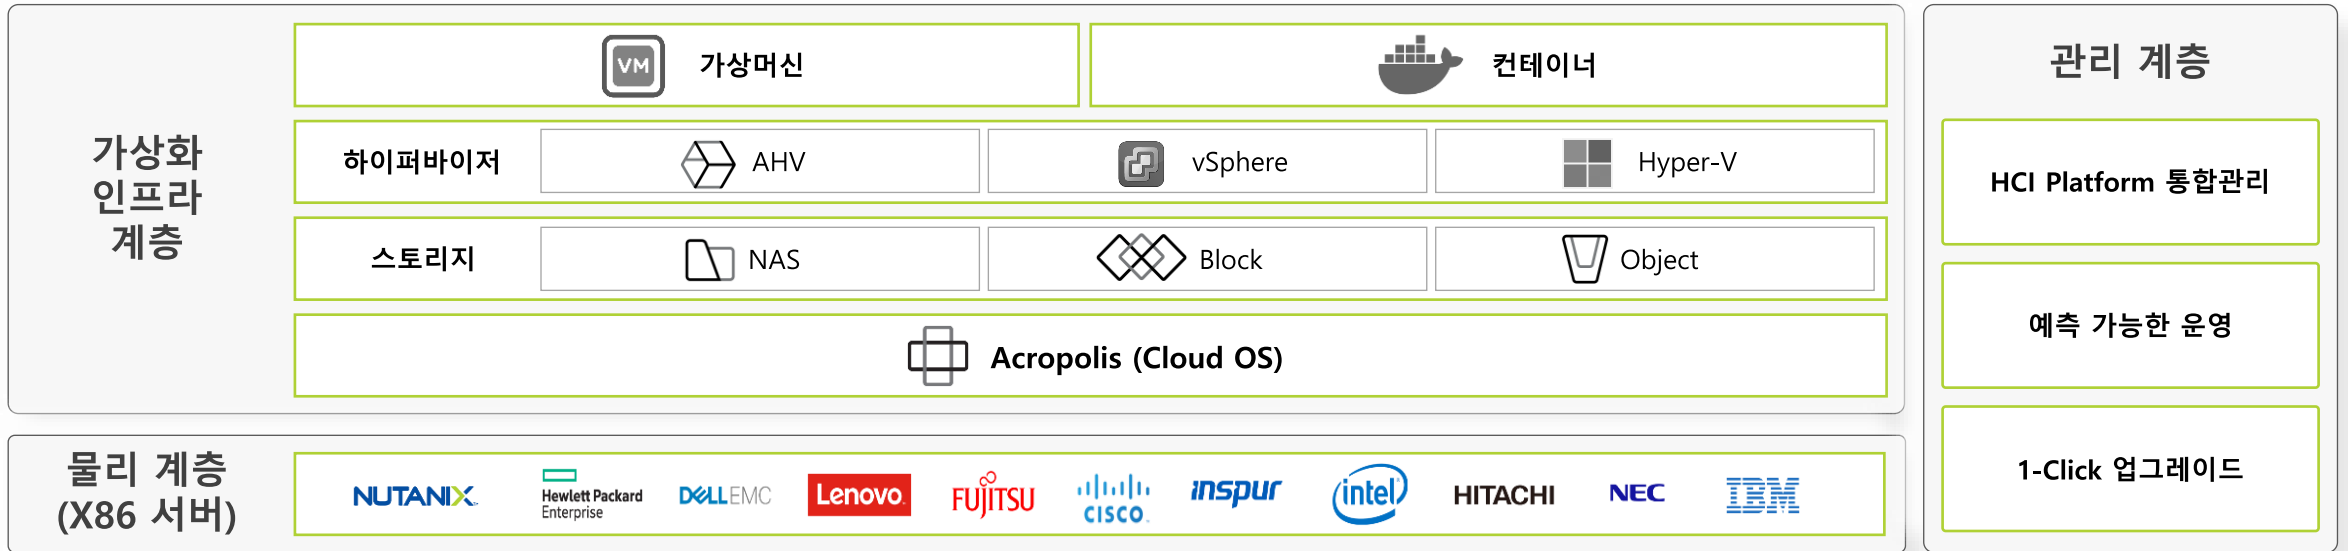 가상화
인프라
계층
VM 가상머신
컨테이너
하이퍼바이저
AHV
vSphere
Hyper-V
스토리지
NAS
Block
Object
Acropolis (Cloud OS)
물리 계층
(X86 서버)
NUTANIX
Hewlett Packard
Enterprise
DELLEMC
Lenovo
FUJITSU
CISCO
inspur
intel
HITACHI
NEC
IBM
관리 계층
HCI Platform 통합관리
예측 가능한 운영
1-Click 업그레이드